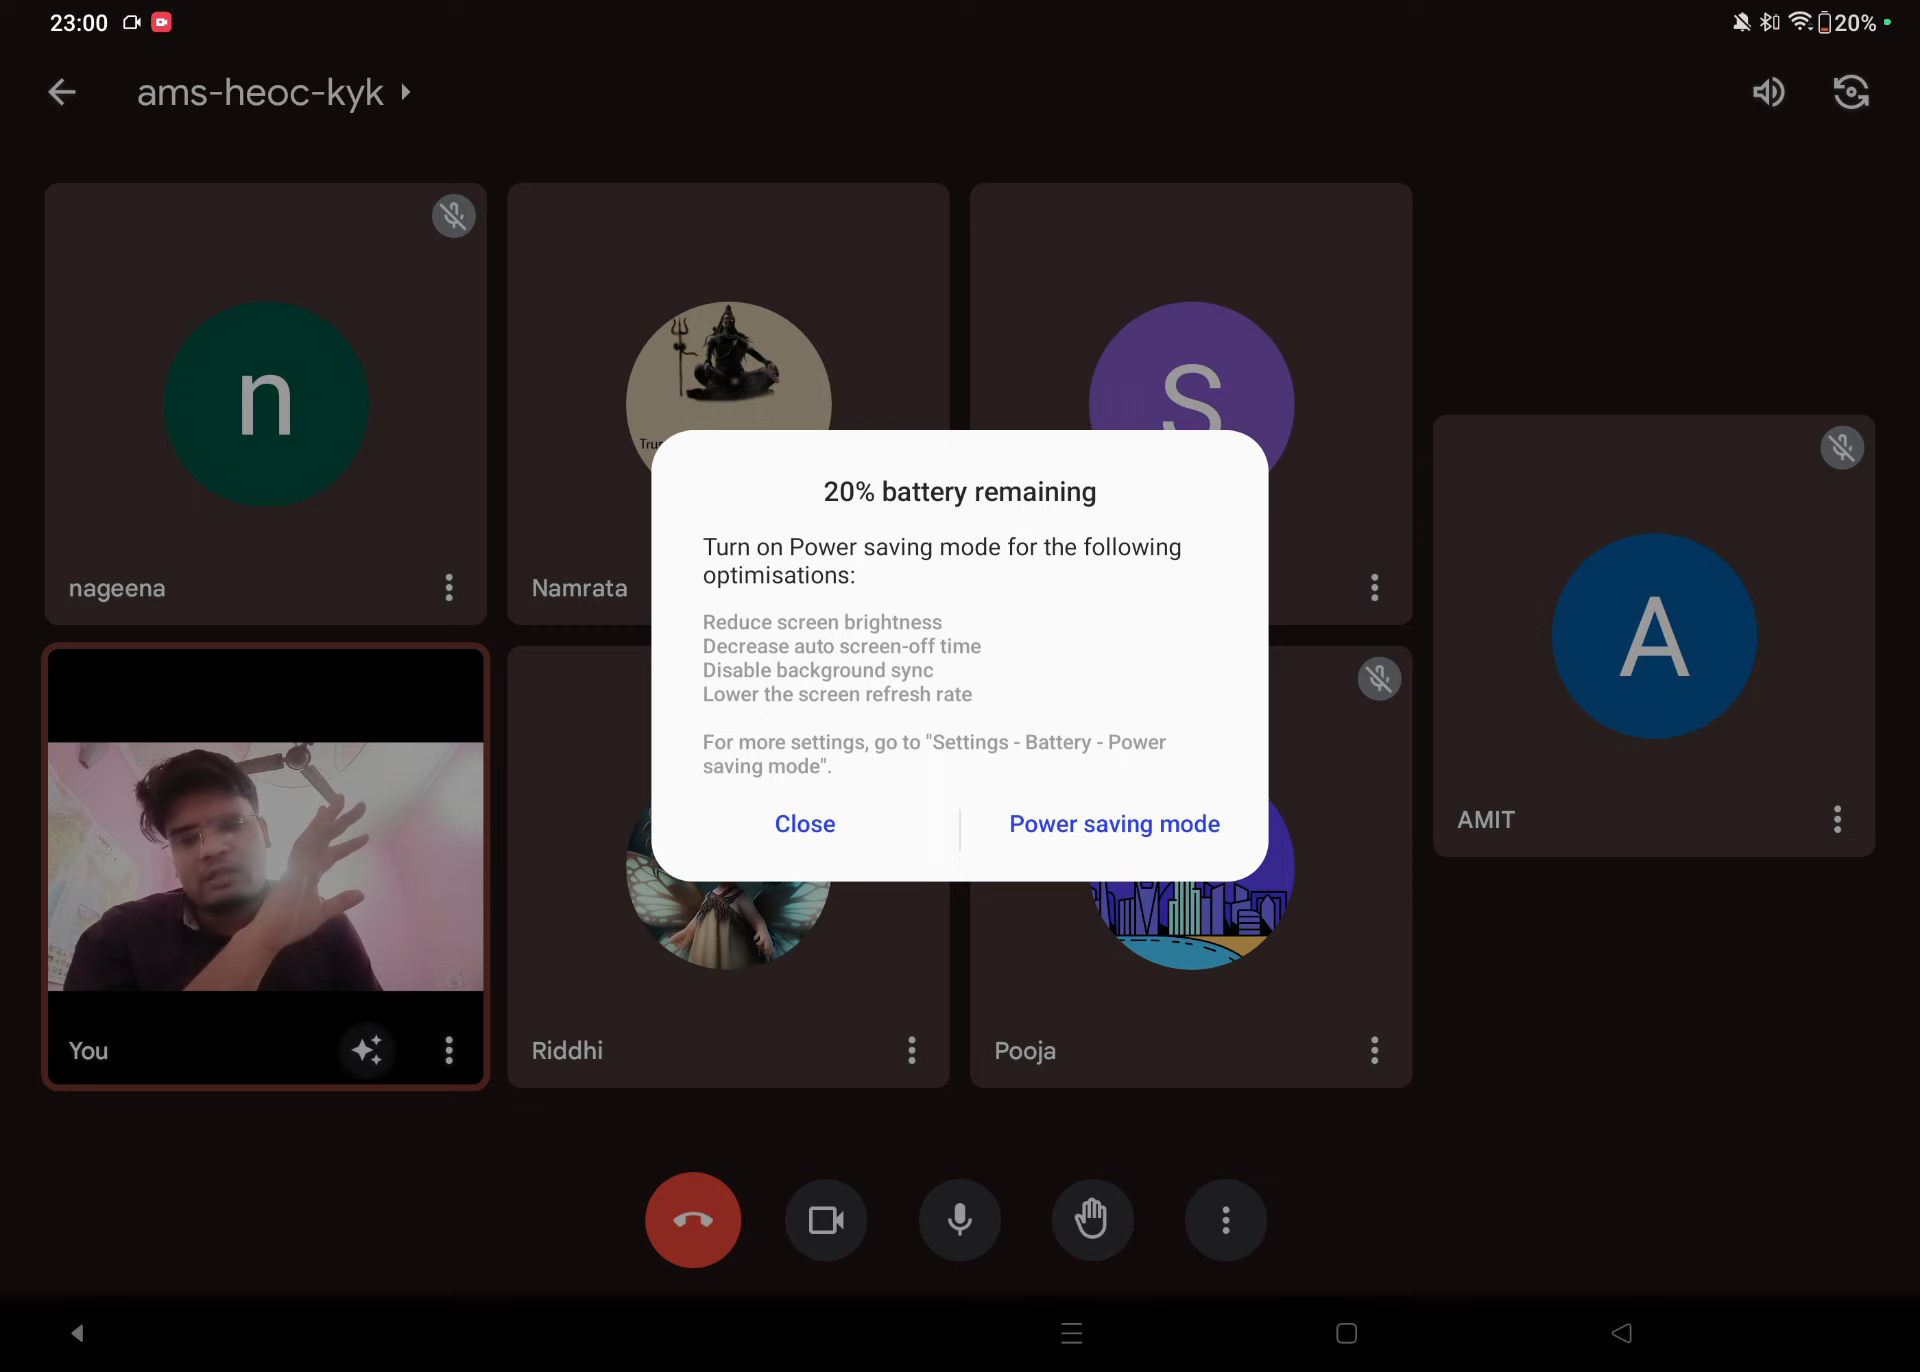 23:00
20%
ams-heoc-kyk
n
S
nageena
Namrata
A
20% battery remaining
Turn on Power saving mode for the following
optimisations:
Reduce screen brightness
Decrease auto screen-off time
Disable background sync
Lower the screen refresh rate
For more settings, go to "Settings - Battery - Power
saving mode".
Close
Power saving mode
AMIT
You
Riddhi
Pooja